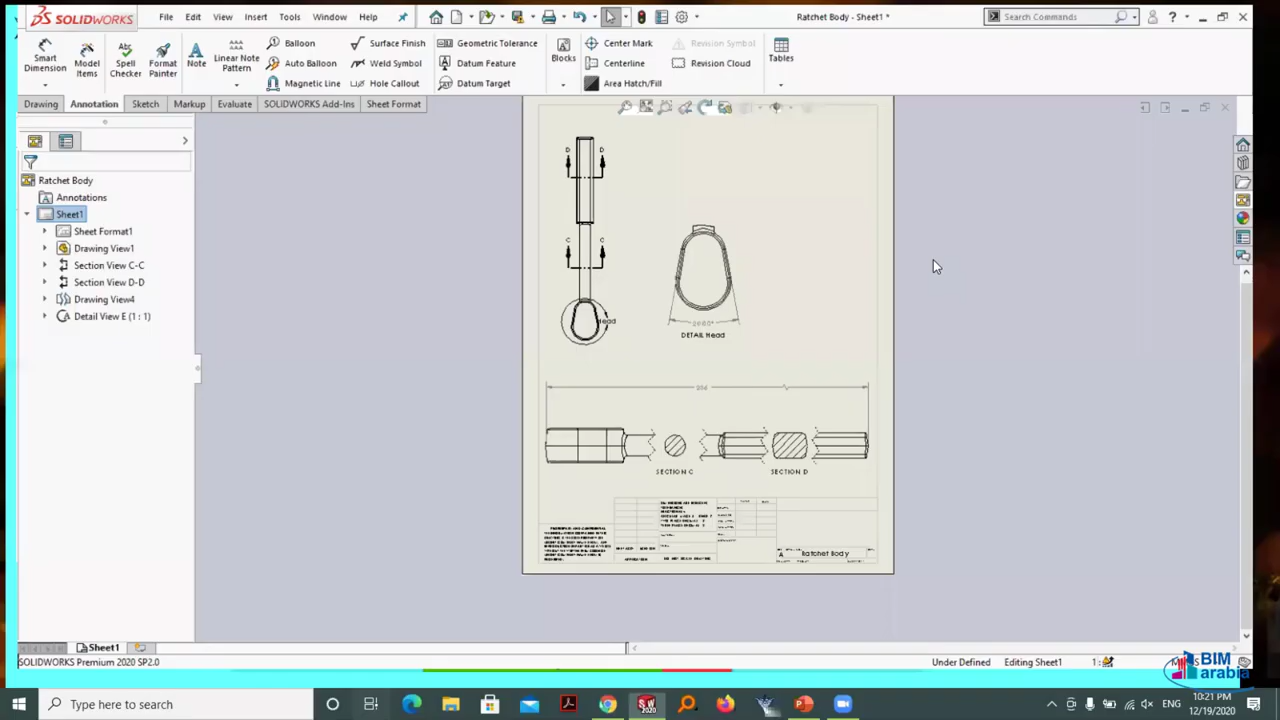 SOLIDWORKS
File Edit View Insert Tools Window Help
Ratchet Body - Sheet1 *
Search Commands
Smart Dimension
Model Items
Spell Checker
Format Painter
Note
Linear Note Pattern
Balloon
Auto Balloon
Magnetic Line
Surface Finish
Weld Symbol
Hole Callout
Geometric Tolerance
Datum Feature
Datum Target
Blocks
Center Mark
Centerline
Area Hatch/Fill
Revision Symbol
Revision Cloud
Tables
Drawing Annotation Sketch Markup Evaluate SOLIDWORKS Add-Ins Sheet Format
Ratchet Body
Annotations
Sheet1
Sheet Format1
Drawing View1
Section View C-C
Section View D-D
Drawing View4
Detail View E (1 : 1)
D D
C C
Head
DETAIL Head
SECTION C
SECTION D
A Ratchet Body
Sheet1
SOLIDWORKS Premium 2020 SP2.0
Under Defined
Editing Sheet1
BIM arabia
Type here to search
ENG
10:21 PM
12/19/2020